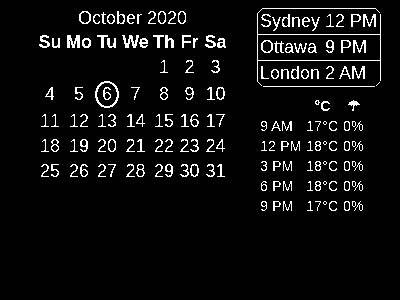 October 2020
Su Mo Tu We Th Fr Sa
1 2 3
4 5 6 7 8 9 10
11 12 13 14 15 16 17
18 19 20 21 22 23 24
25 26 27 28 29 30 31
Sydney 12 PM
Ottawa 9 PM
London 2 AM
°C ☂
9 AM 17°C 0%
12 PM 18°C 0%
3 PM 18°C 0%
6 PM 18°C 0%
9 PM 17°C 0%